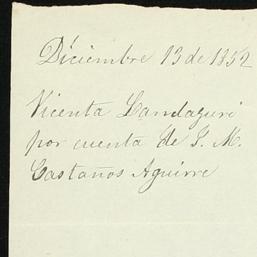 Diciembre 13 de 1852
Vicenta Landazuri
por cuenta de J. M.
Castaños Aguirre